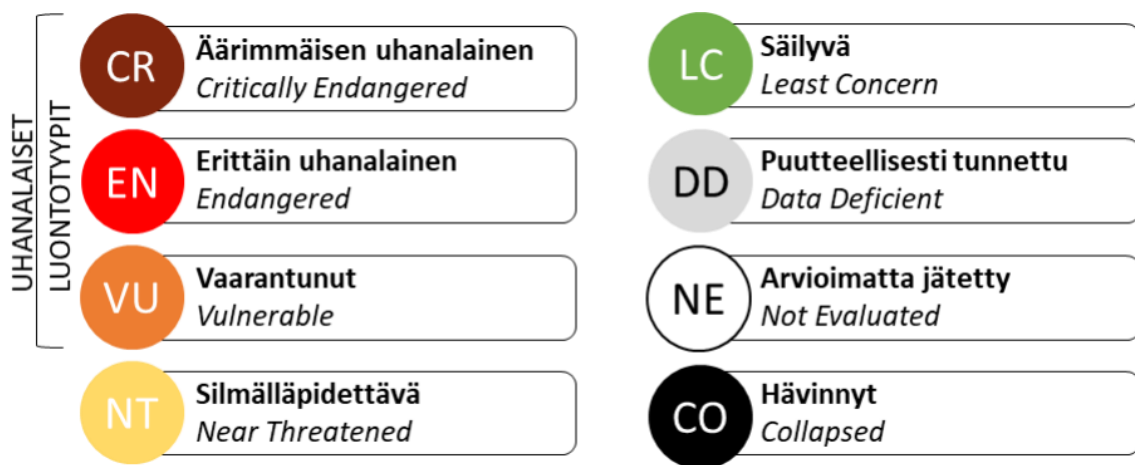 UHANALAISET
LUONTOTYYPIT
CR
Äärimmäisen uhanalainen
Critically Endangered
EN
Erittäin uhanalainen
Endangered
VU
Vaarantunut
Vulnerable
NT
Silmälläpidettävä
Near Threatened
LC
Säilyvä
Least Concern
DD
Puutteellisesti tunnettu
Data Deficient
NE
Arvioimatta jätetty
Not Evaluated
CO
Hävinnyt
Collapsed